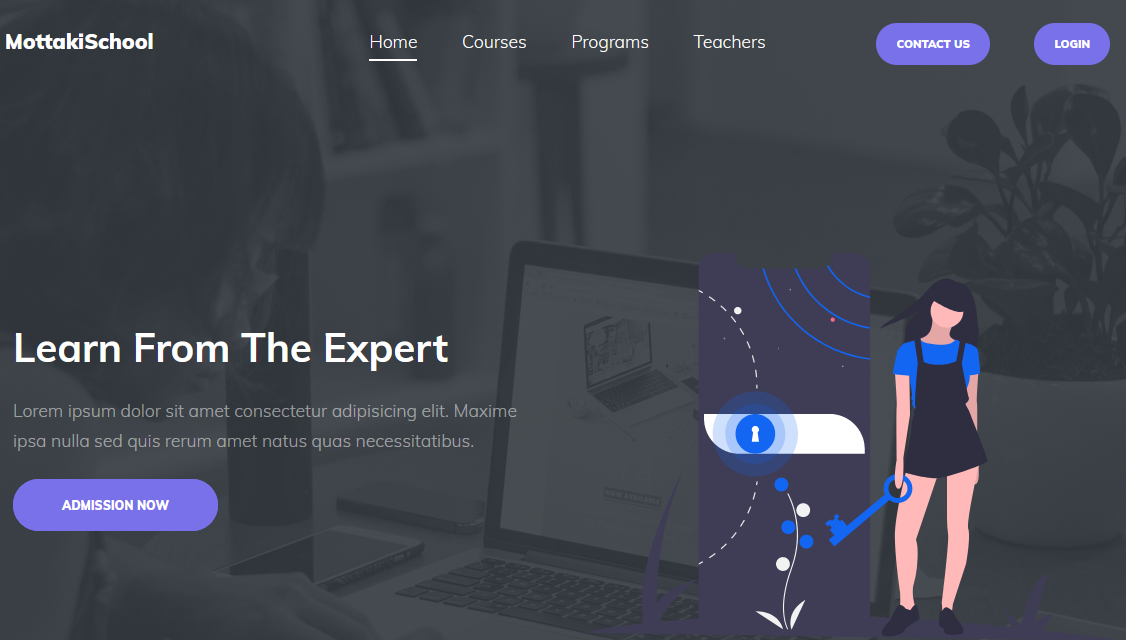 MottakiSchool
Home
Courses
Programs
Teachers
CONTACT US
LOGIN
Learn From The Expert
Lorem ipsum dolor sit amet consectetur adipisicing elit. Maxime
ipsa nulla sed quis rerum amet natus quas necessitatibus.
ADMISSION NOW